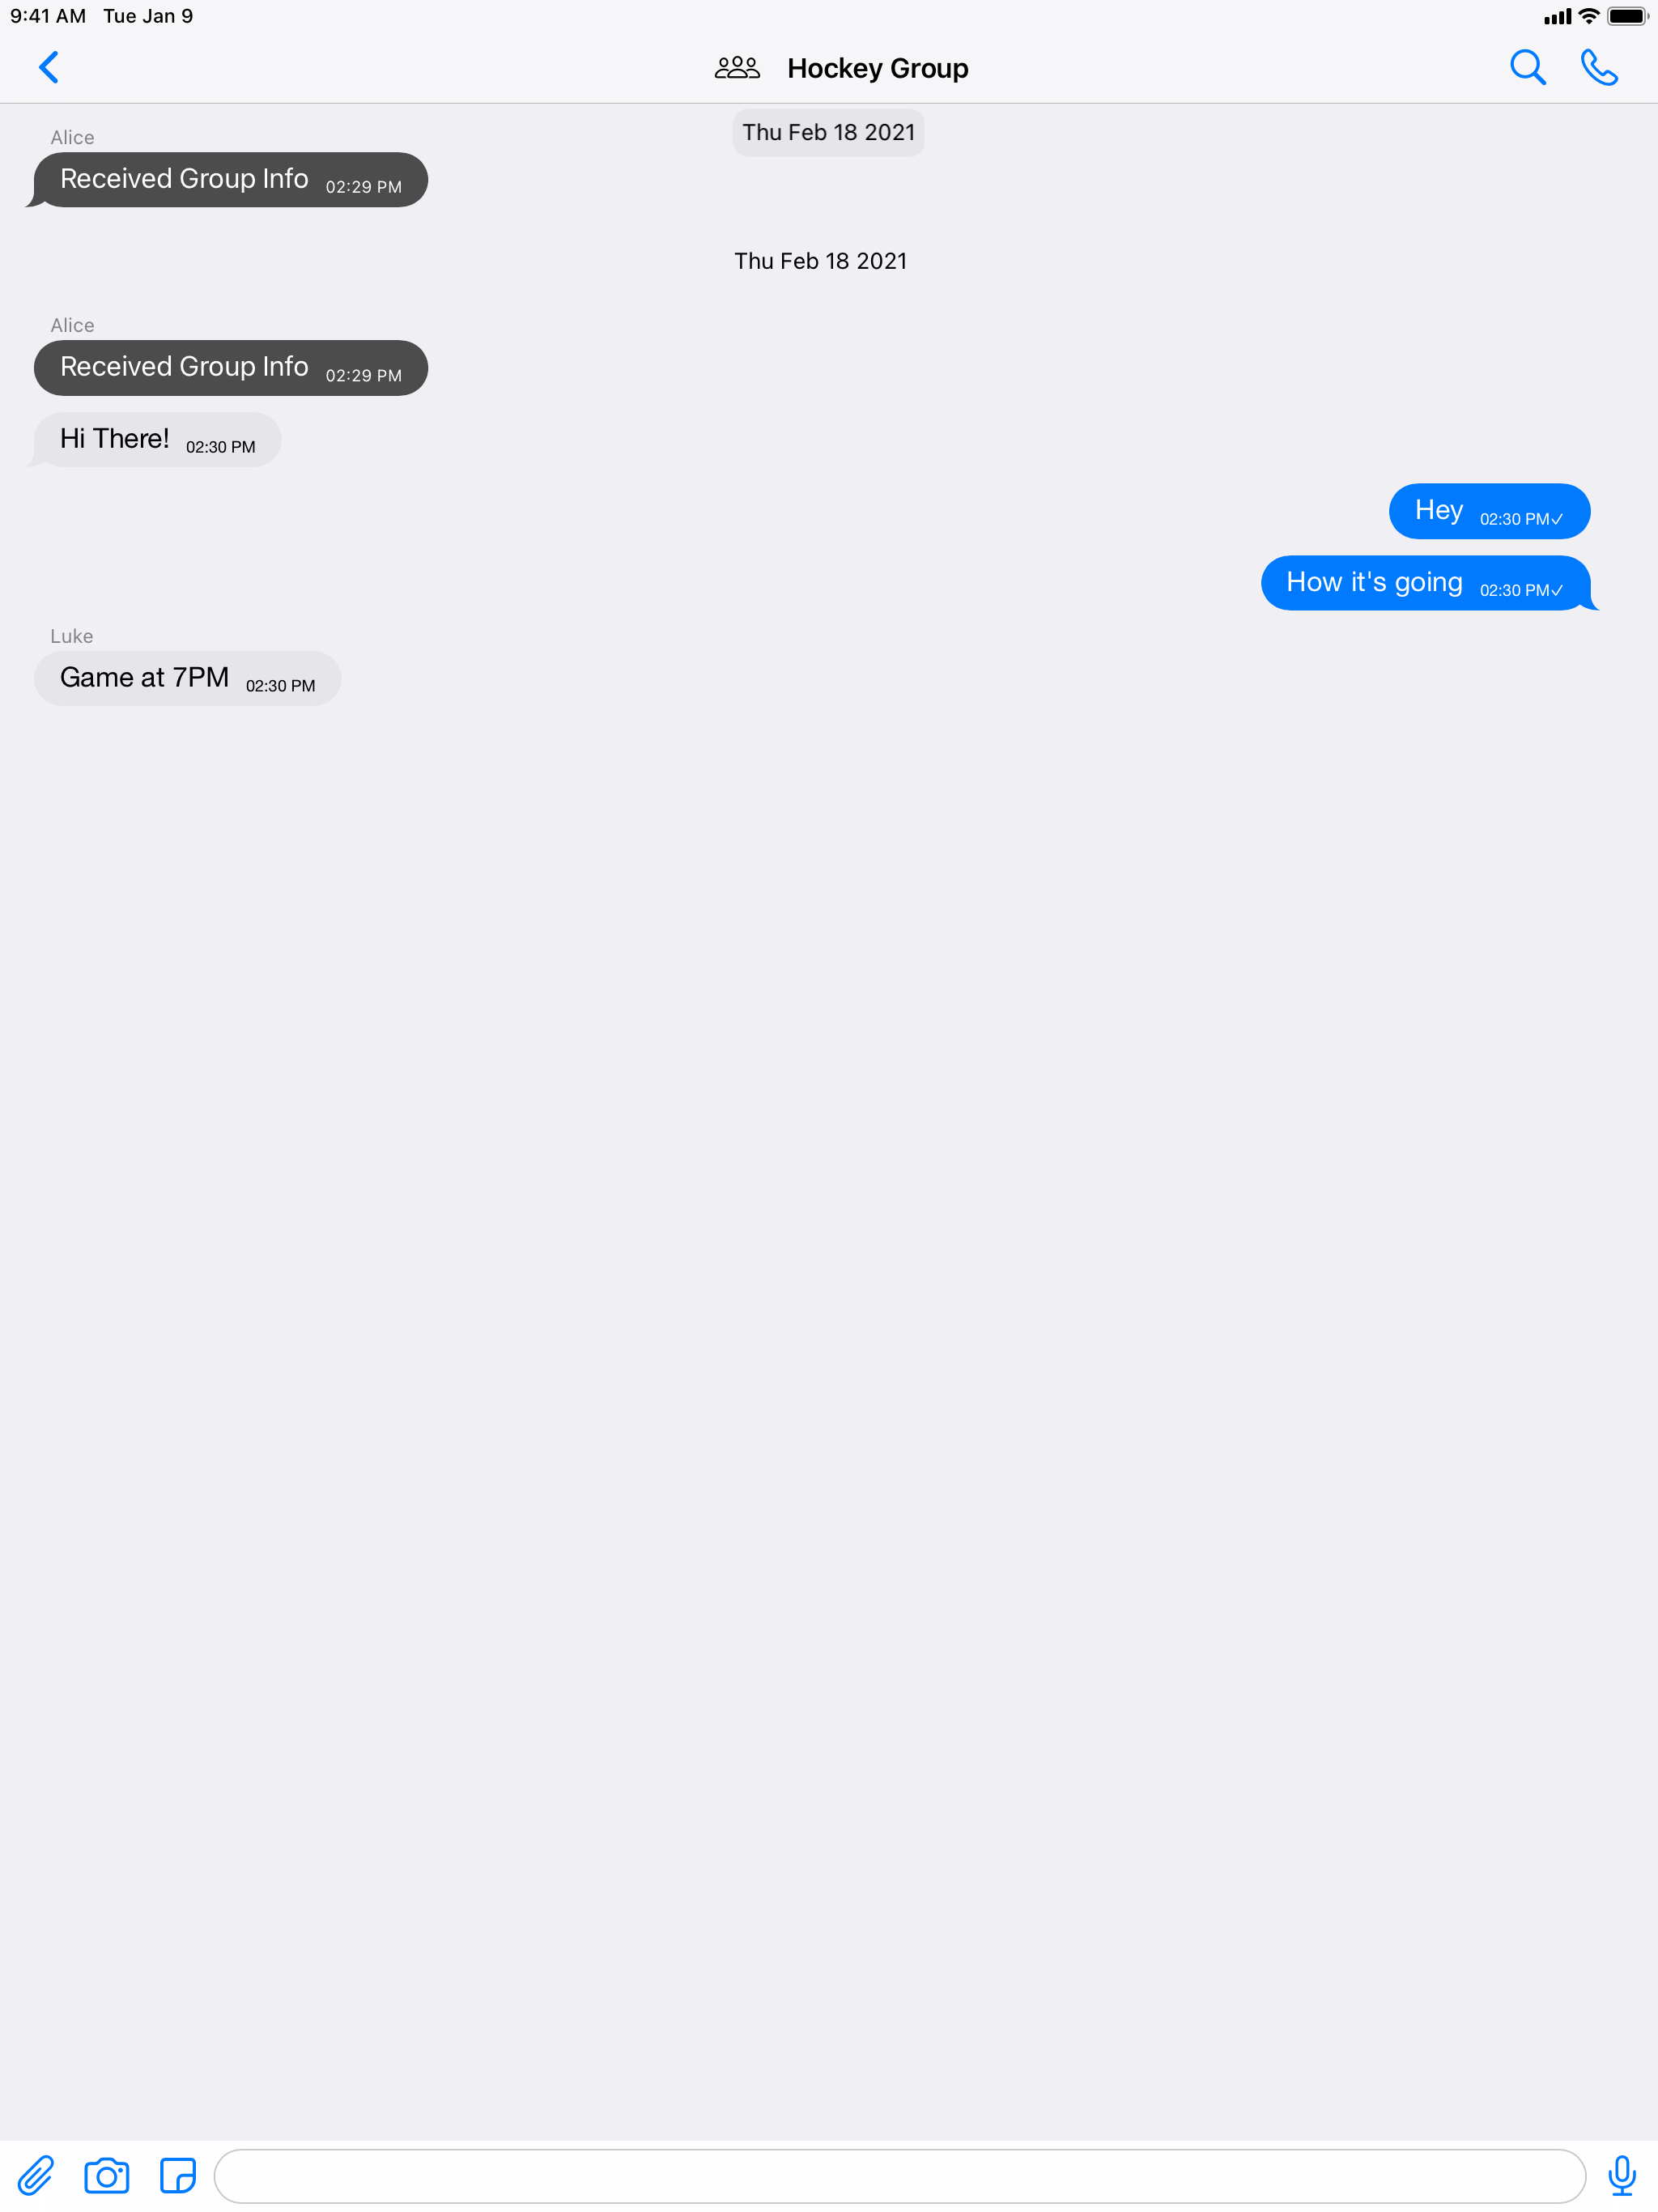 9:41 AM Tue Jan 9
Hockey Group
Thu Feb 18 2021
Alice
Received Group Info 02:29 PM
Thu Feb 18 2021
Alice
Received Group Info 02:29 PM
Hi There! 02:30 PM
Hey 02:30 PM✓
How it's going 02:30 PM✓
Luke
Game at 7PM 02:30 PM